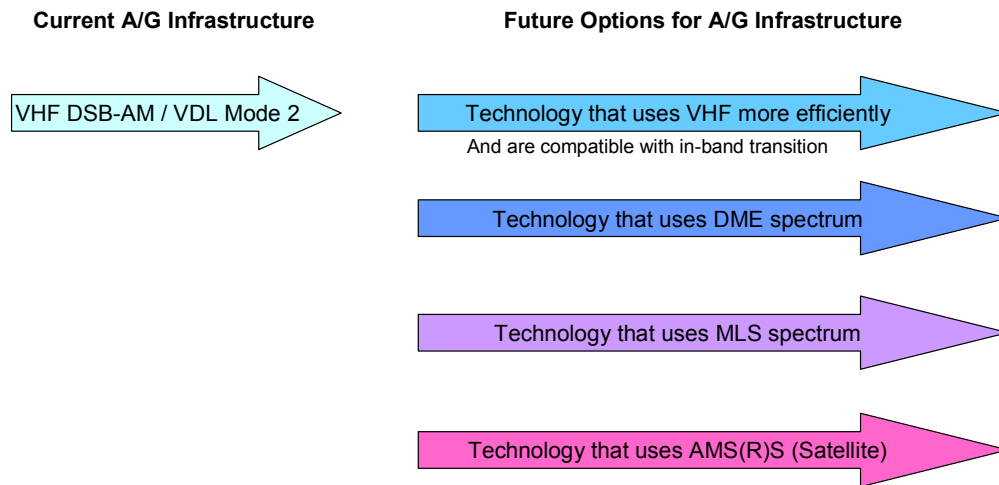 Current A/G Infrastructure
Future Options for A/G Infrastructure
VHF DSB-AM / VDL Mode 2
Technology that uses VHF more efficiently
And are compatible with in-band transition
Technology that uses DME spectrum
Technology that uses MLS spectrum
Technology that uses AMS(R)S (Satellite)